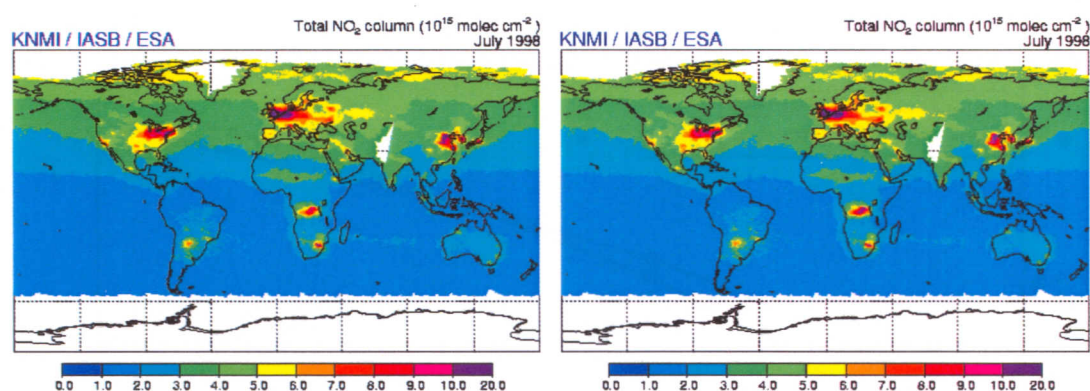 Total NO2 column (10^15 molec cm^-2)
KNMI / IASB / ESA
July 1998
0.0 1.0 2.0 3.0 4.0 5.0 6.0 7.0 8.0 9.0 10.0 20.0
Total NO2 column (10^15 molec cm^-2)
KNMI / IASB / ESA
July 1998
0.0 1.0 2.0 3.0 4.0 5.0 6.0 7.0 8.0 9.0 10.0 20.0